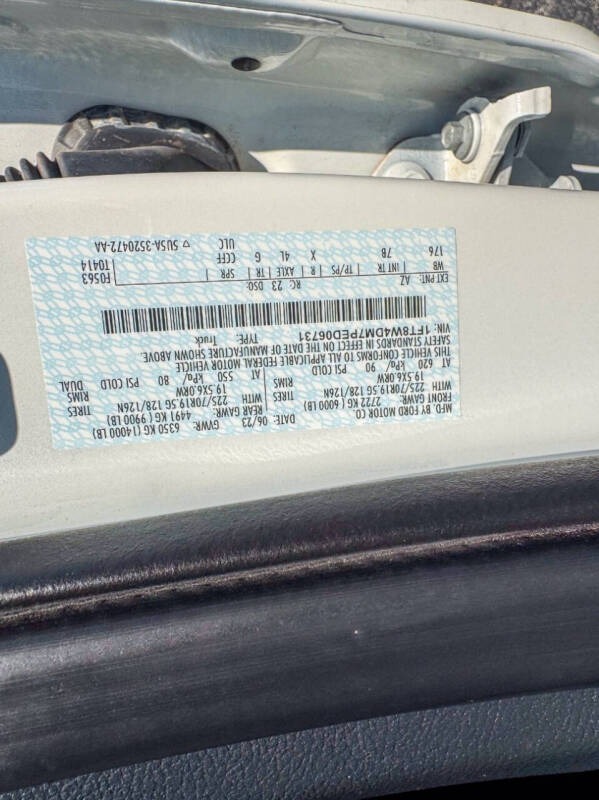 MFD BY FORD MOTOR CO.
DATE: 06/23 GVWR: 6350 KG (14000 LB)
FRONT GAWR: 2722 KG ( 6000 LB) REAR GAWR: 4491 KG ( 9900 LB)
WITH 225/70R19.5G 128/126N TIRES WITH 225/70R19.5G 128/126N TIRES
19.5X6.0RW RIMS 19.5X6.0RW RIMS
AT 620 kPa/ 90 PSI COLD AT 550 kPa/ 80 PSI COLD DUAL
THIS VEHICLE CONFORMS TO ALL APPLICABLE FEDERAL MOTOR VEHICLE
SAFETY STANDARDS IN EFFECT ON THE DATE OF MANUFACTURE SHOWN ABOVE.
VIN: 1FT8W4DM7PED06731 TYPE: Truck
EXT PNT: AZ RC: 23 DSO: F0563
WB INT TR TP/PS R AXLE TR SPR T0414
176 7B X 4L G CCFF
ULC ▽ 5U5A-3520472-AA